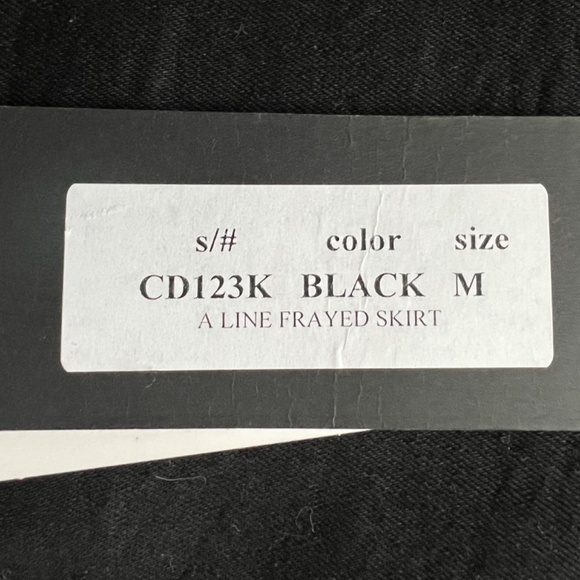 s/# color size
CD123K BLACK M
A LINE FRAYED SKIRT